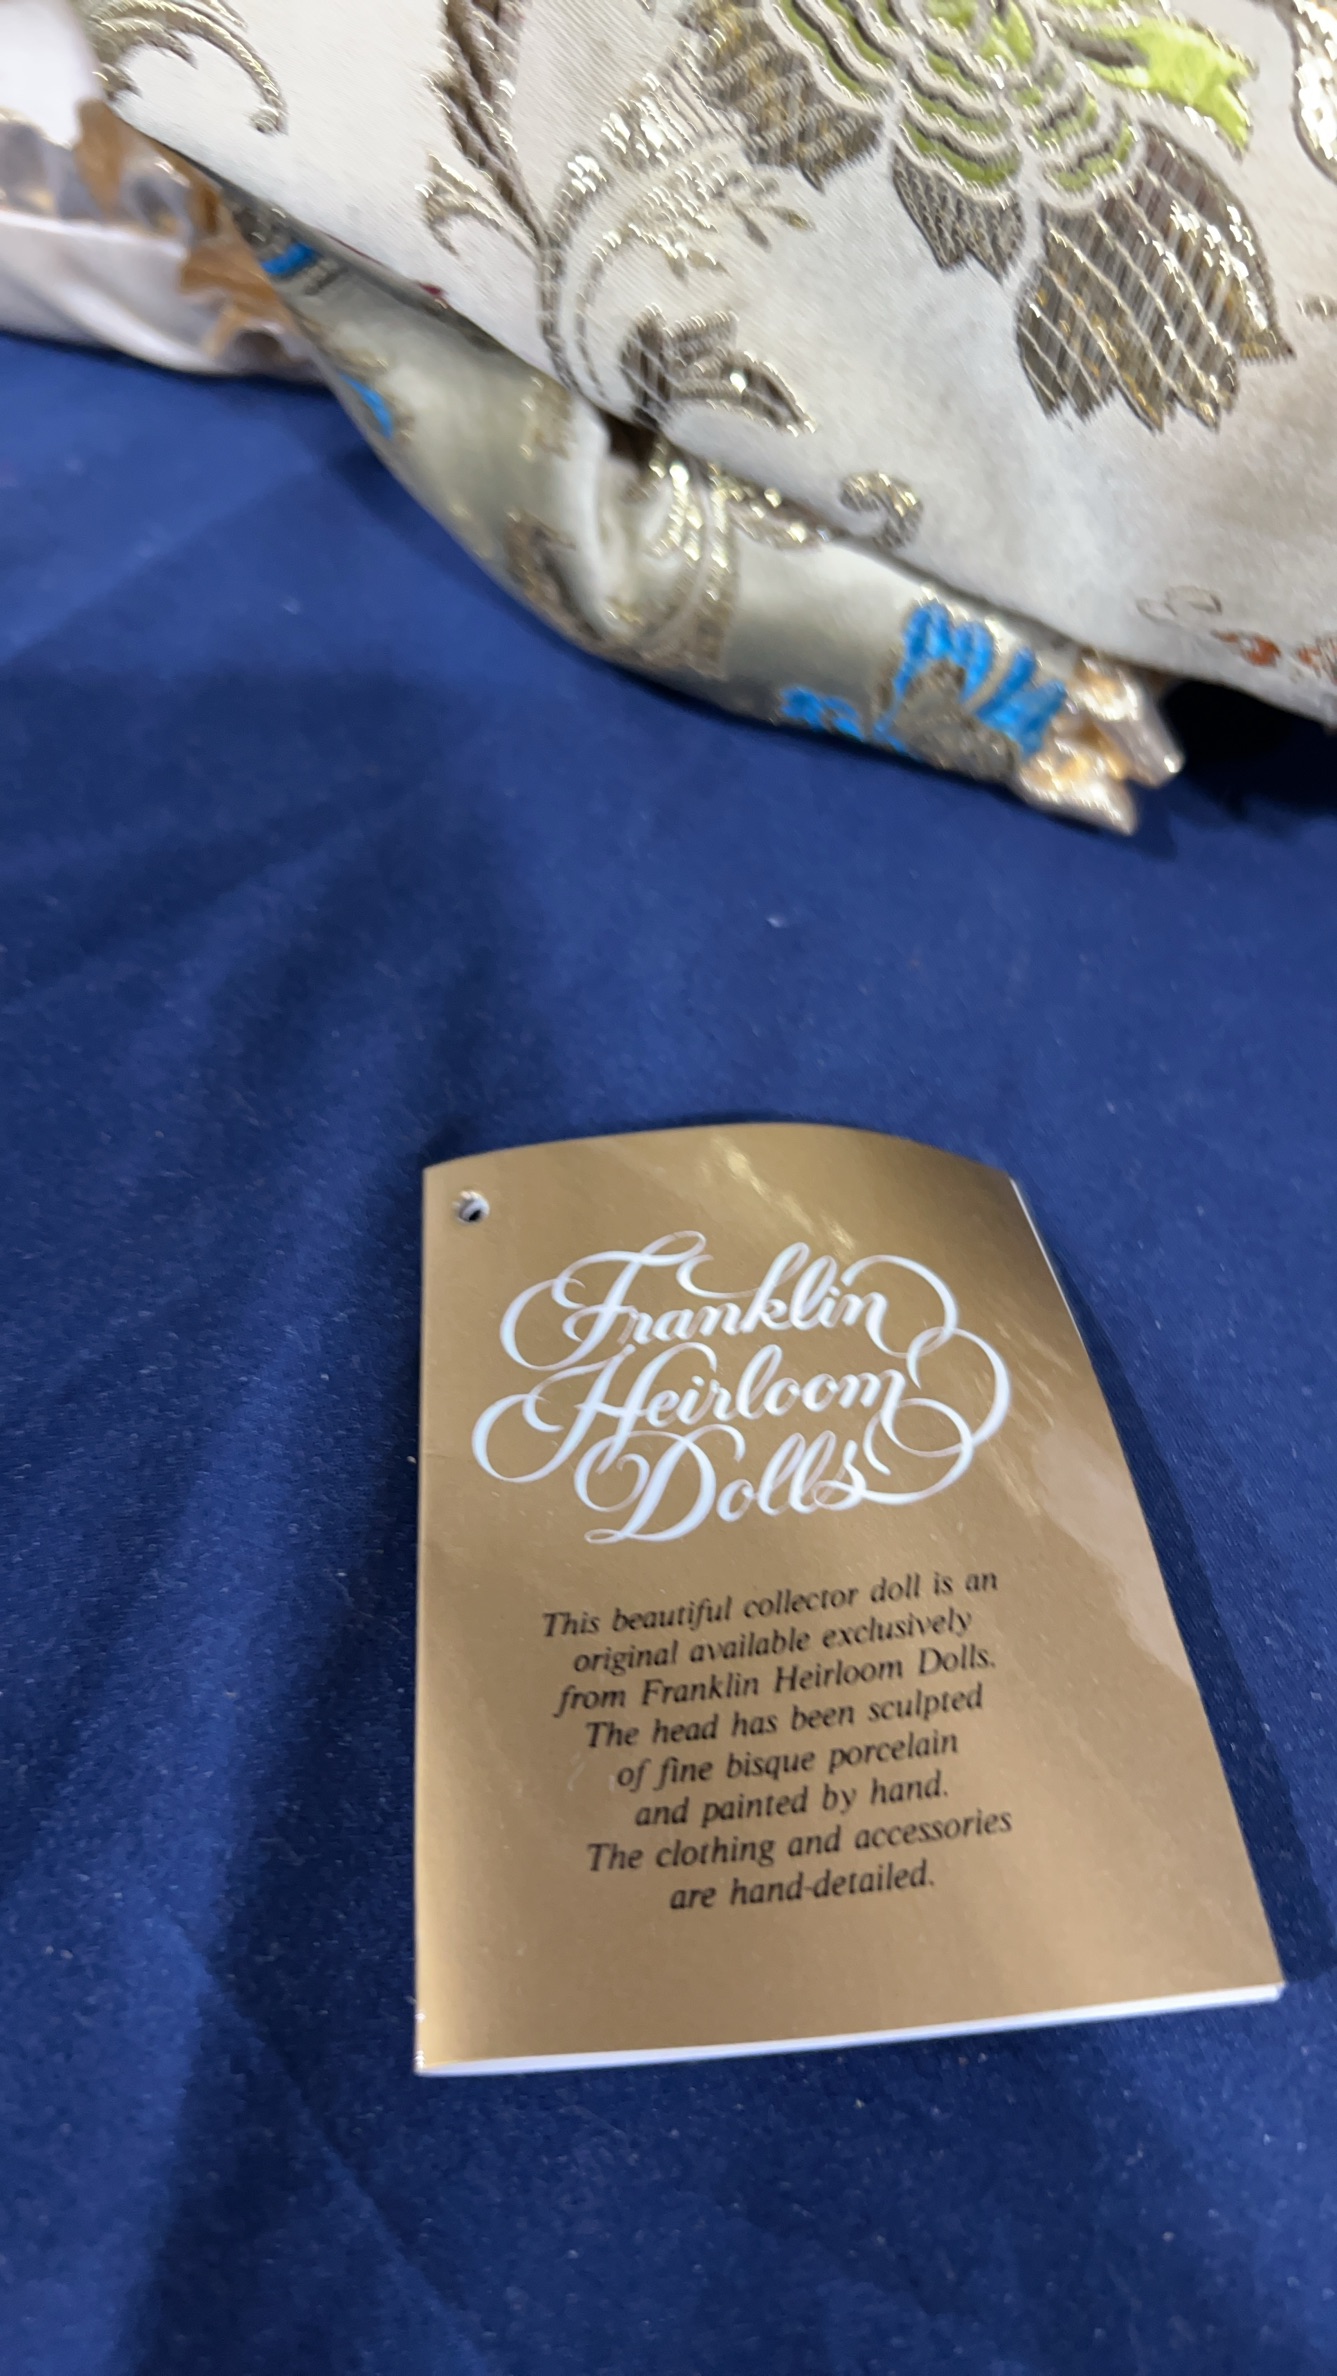 Franklin
Heirloom
Dolls
This beautiful collector doll is an
original available exclusively
from Franklin Heirloom Dolls.
The head has been sculpted
of fine bisque porcelain
and painted by hand.
The clothing and accessories
are hand-detailed.